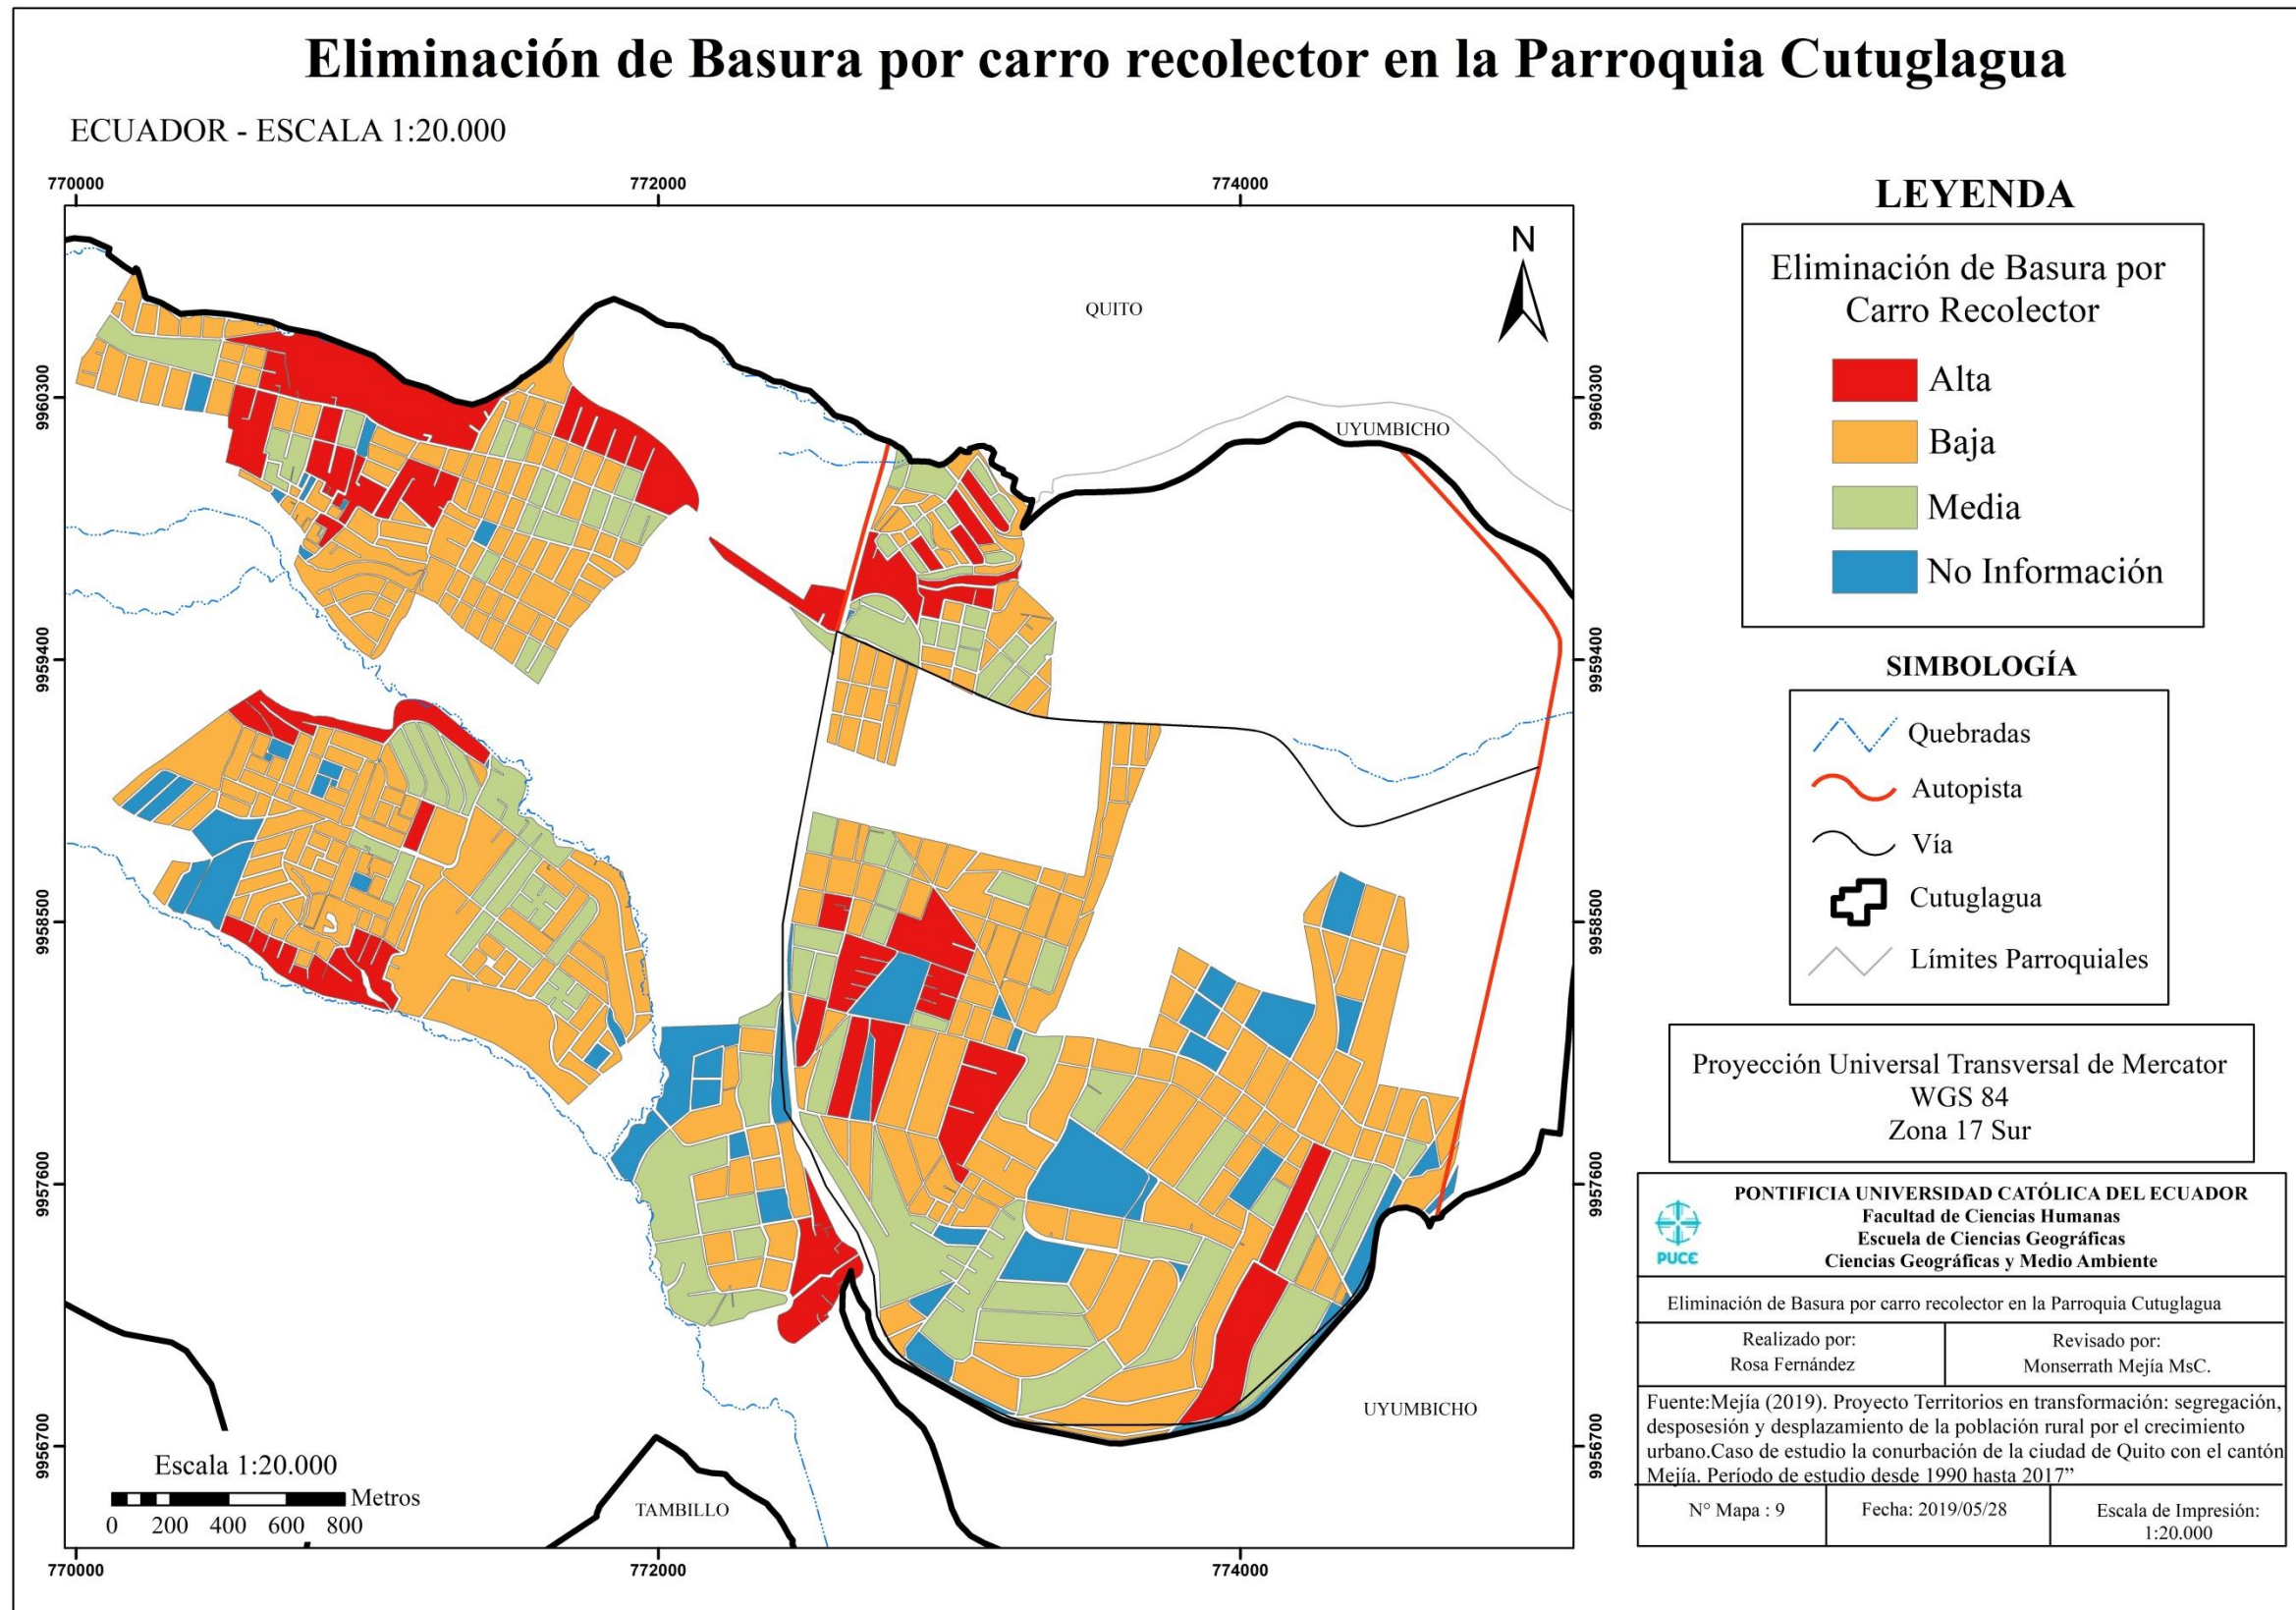 Eliminación de Basura por carro recolector en la Parroquia Cutuglagua
ECUADOR - ESCALA 1:20.000
770000
772000
774000
9960300
9959400
9958500
9957600
9956700
N
QUITO
UYUMBICHO
9960300
9959400
9958500
9957600
9956700
UYUMBICHO
TAMBILLO
Escala 1:20.000
Metros
0 200 400 600 800
770000
772000
774000
LEYENDA
Eliminación de Basura por
Carro Recolector
Alta
Baja
Media
No Información
SIMBOLOGÍA
Quebradas
Autopista
Vía
Cutuglagua
Límites Parroquiales
Proyección Universal Transversal de Mercator
WGS 84
Zona 17 Sur
PUCE
PONTIFICIA UNIVERSIDAD CATÓLICA DEL ECUADOR
Facultad de Ciencias Humanas
Escuela de Ciencias Geográficas
Ciencias Geográficas y Medio Ambiente
Eliminación de Basura por carro recolector en la Parroquia Cutuglagua
Realizado por:
Rosa Fernández
Revisado por:
Monserrath Mejía MsC.
Fuente:Mejía (2019). Proyecto Territorios en transformación: segregación,
desposesión y desplazamiento de la población rural por el crecimiento
urbano.Caso de estudio la conurbación de la ciudad de Quito con el cantón
Mejía. Período de estudio desde 1990 hasta 2017”
N° Mapa : 9
Fecha: 2019/05/28
Escala de Impresión:
1:20.000